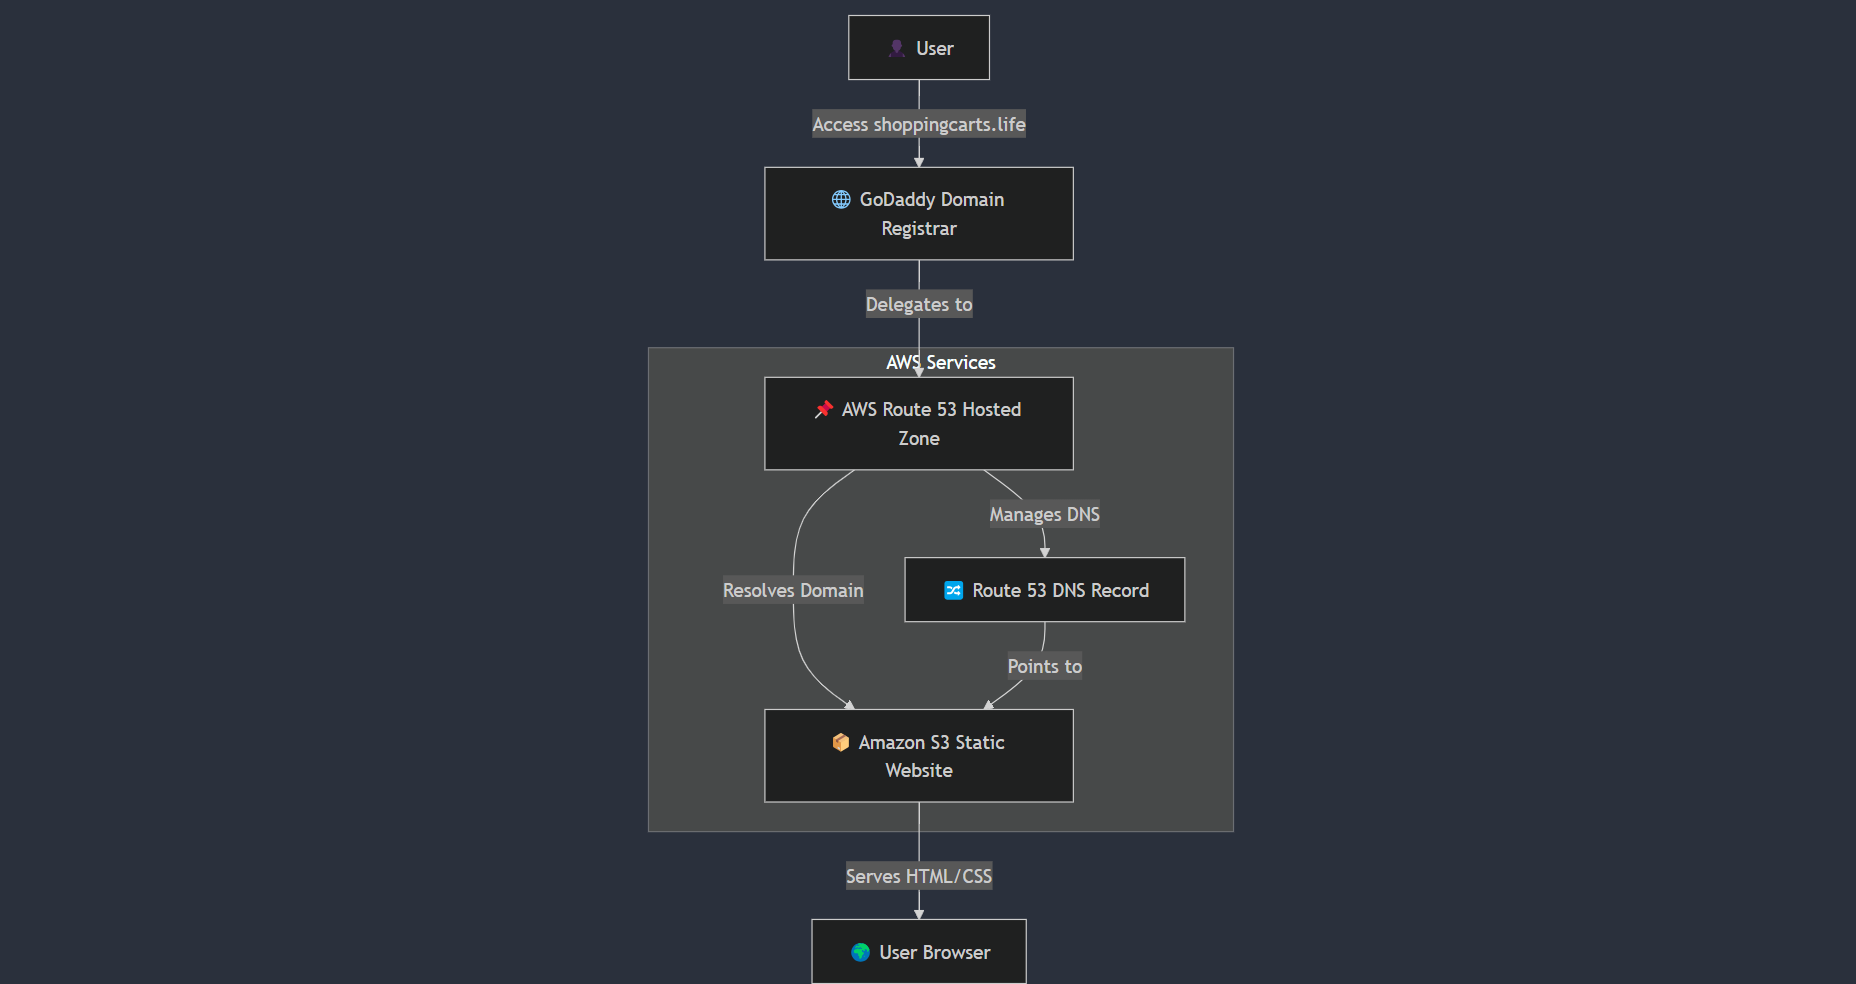 User
Access shoppingcarts.life
GoDaddy Domain
Registrar
Delegates to
AWS Services
AWS Route 53 Hosted
Zone
Manages DNS
Resolves Domain
Route 53 DNS Record
Points to
Amazon S3 Static
Website
Serves HTML/CSS
User Browser